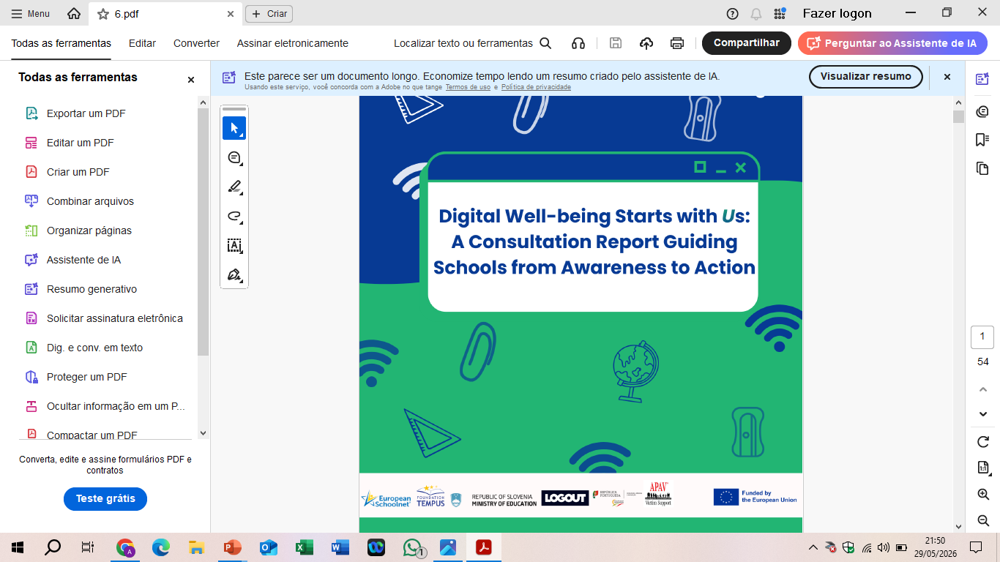 Menu
6.pdf
Criar
Fazer logon
Todas as ferramentas
Editar
Converter
Assinar eletronicamente
Localizar texto ou ferramentas
Compartilhar
Perguntar ao Assistente de IA
Todas as ferramentas
Exportar um PDF
Editar um PDF
Criar um PDF
Combinar arquivos
Organizar páginas
Assistente de IA
Resumo generativo
Solicitar assinatura eletrônica
Dig. e conv. em texto
Proteger um PDF
Ocultar informação em um P...
Compactar um PDF
Converta, edite e assine formulários PDF e
contratos
Teste grátis
Este parece ser um documento longo. Economize tempo lendo um resumo criado pelo assistente de IA.
Usando este serviço, você concorda com a Adobe no que tange Termos de uso e Política de privacidade
Visualizar resumo
Digital Well-being Starts with Us:
A Consultation Report Guiding
Schools from Awareness to Action
European
Schoolnet
FOUNDATION
TEMPUS
REPUBLIC OF SLOVENIA
MINISTRY OF EDUCATION
LOGOUT
REPÚBLICA
PORTUGUESA
APAV
Victim Support
Funded by
the European Union
1
54
1:1
1
21:50
29/05/2026